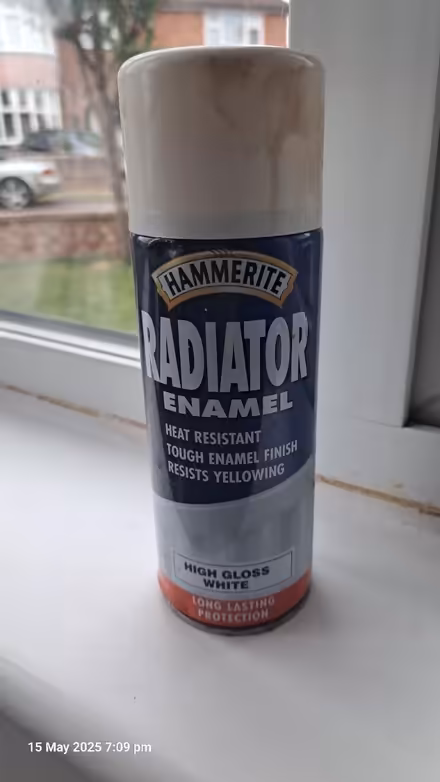 HAMMERITE
RADIATOR
ENAMEL
HEAT RESISTANT
TOUGH ENAMEL FINISH
RESISTS YELLOWING
HIGH GLOSS
WHITE
LONG LASTING
PROTECTION
15 May 2025 7:09 pm